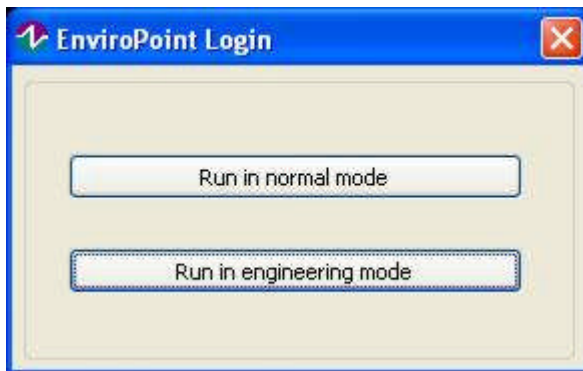 EnviroPoint Login
Run in normal mode
Run in engineering mode